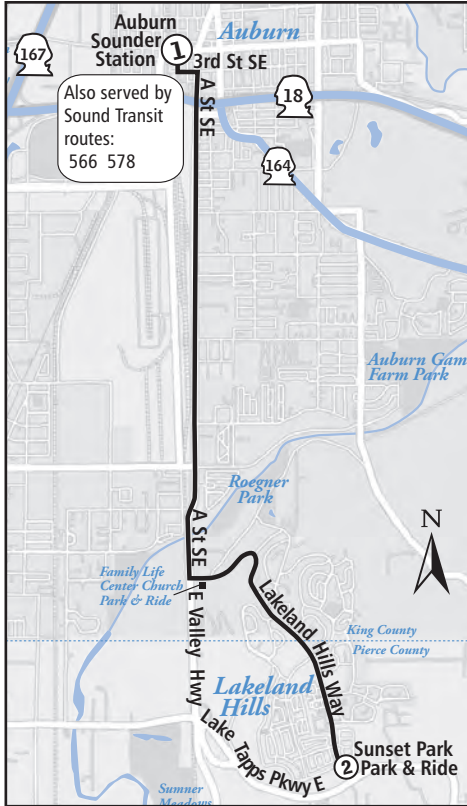 Auburn
Sounder
Station
1
Auburn
167
3rd St SE
Also served by
Sound Transit
routes:
566 578
A St SE
18
164
Auburn Gam
Farm Park
Roegner
Park
N
A St SE
Family Life
Center Church
Park & Ride
E Valley Hwy
Lakeland Hills Way
King County
Pierce County
Lakeland
Hills
Lake Tapps Pkwy E
2
Sunset Park
Park & Ride
Sumner
Meadows